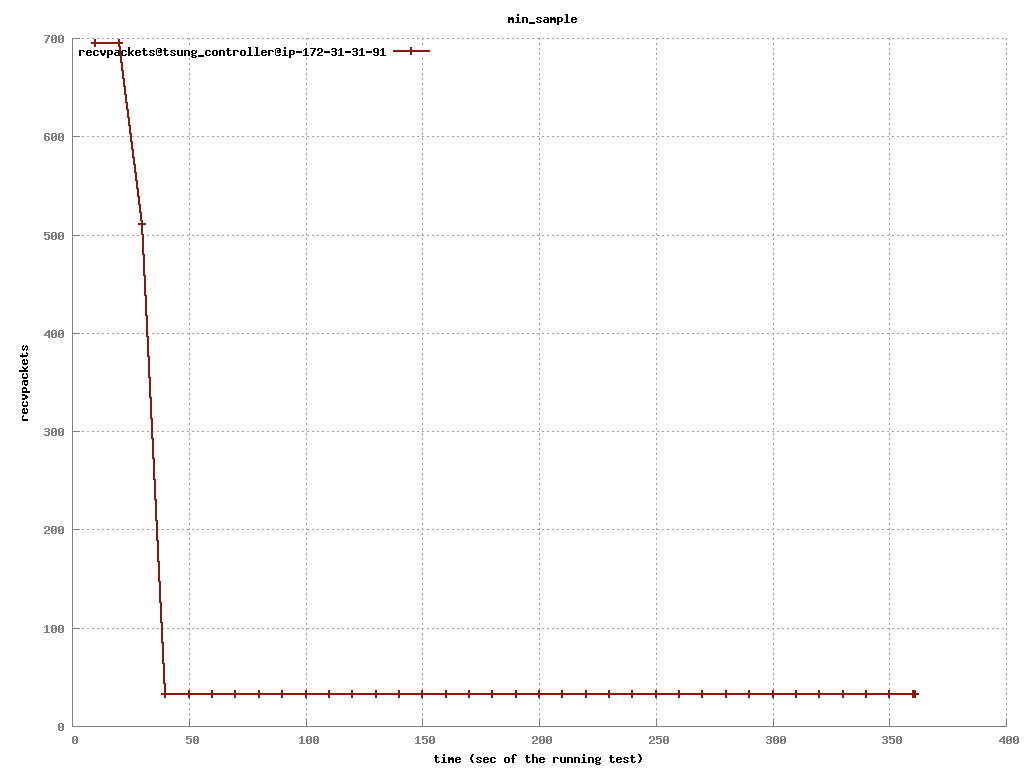 min_sample
700
recvpackets@tsung_controller@ip-172-31-31-91
600
500
400
recvpackets
300
200
100
0
0 50 100 150 200 250 300 350 400
time (sec of the running test)